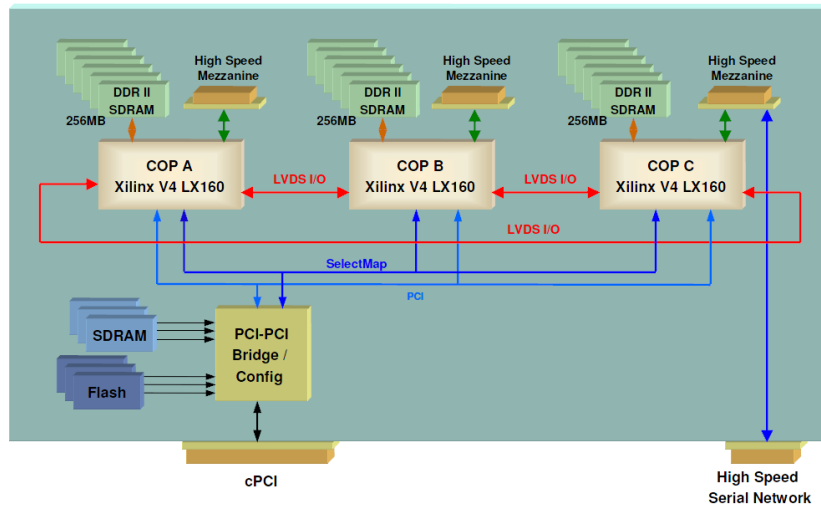 High Speed
Mezzanine
High Speed
Mezzanine
High Speed
Mezzanine
DDR II
SDRAM
256MB
DDR II
SDRAM
256MB
DDR II
SDRAM
256MB
COP A
Xilinx V4 LX160
LVDS I/O
COP B
Xilinx V4 LX160
LVDS I/O
COP C
Xilinx V4 LX160
LVDS I/O
SelectMap
PCI
SDRAM
Flash
PCI-PCI
Bridge /
Config
cPCI
High Speed
Serial Network